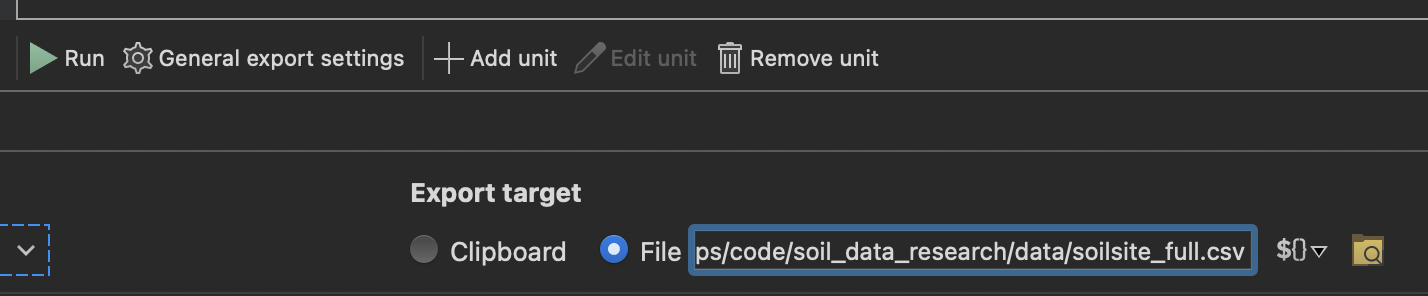 Run General export settings Add unit Edit unit Remove unit
Export target
Clipboard File ps/code/soil_data_research/data/soilsite_full.csv ${}